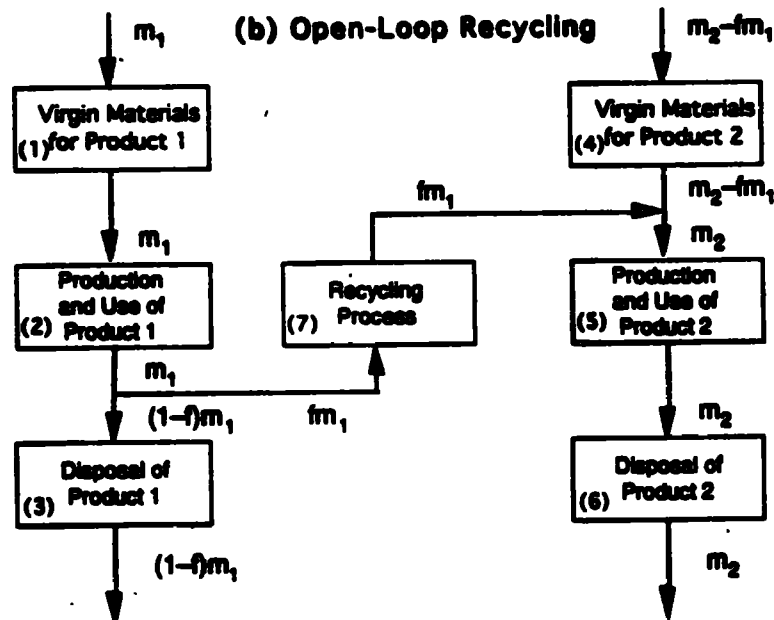 m₁
(b) Open-Loop Recycling
m₂–fm₁
Virgin Materials
(1) for Product 1
Virgin Materials
(4) for Product 2
m₁
fm₁
m₂–fm₁
m₂
Production
and Use of
(2) Product 1
Recycling
(7) Process
Production
and Use of
(5) Product 2
m₁
(1–f)m₁
fm₁
m₂
Disposal of
Product 1
(3)
Disposal of
Product 2
(6)
(1–f)m₁
m₂